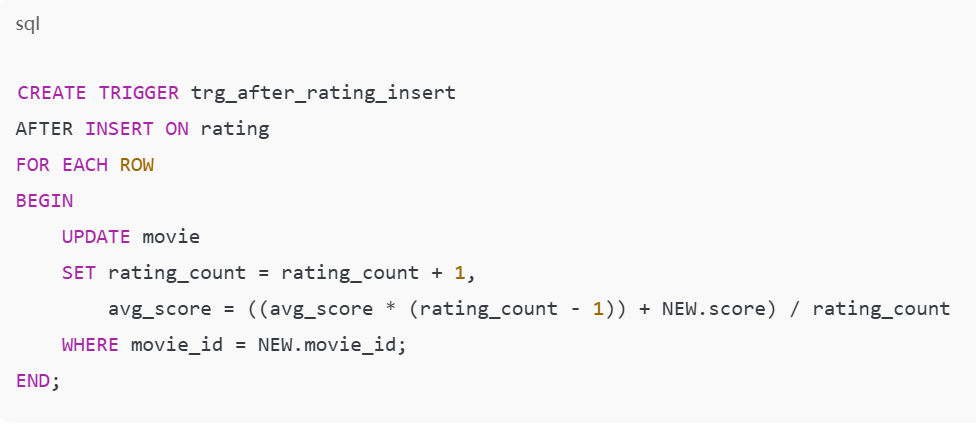 sql
CREATE TRIGGER trg_after_rating_insert
AFTER INSERT ON rating
FOR EACH ROW
BEGIN
    UPDATE movie
    SET rating_count = rating_count + 1,
        avg_score = ((avg_score * (rating_count - 1)) + NEW.score) / rating_count
    WHERE movie_id = NEW.movie_id;
END;